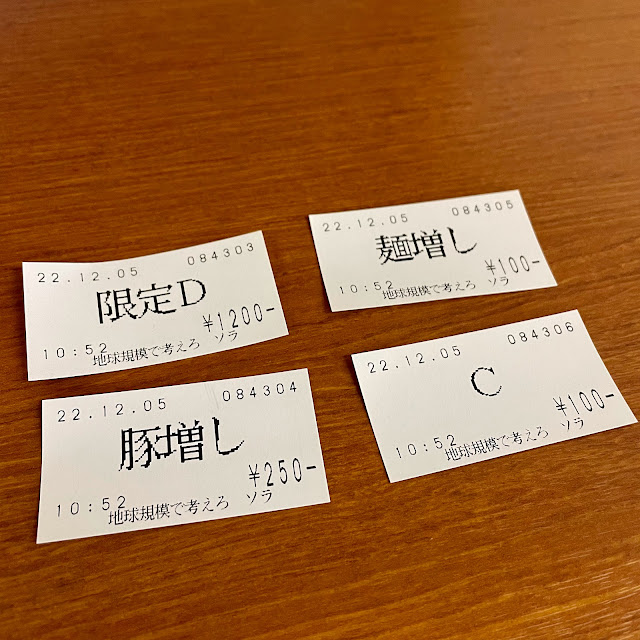 22.12.05 084303
限定D
¥1200-
10:52 地球規模で考えろ ソラ
22.12.05 084305
麺増し
¥100-
10:52 地球規模で考えろ ソラ
22.12.05 084304
豚増し
¥250-
10:52 地球規模で考えろ ソラ
22.12.05 084306
C
¥100-
10:52 地球規模で考えろ ソラ